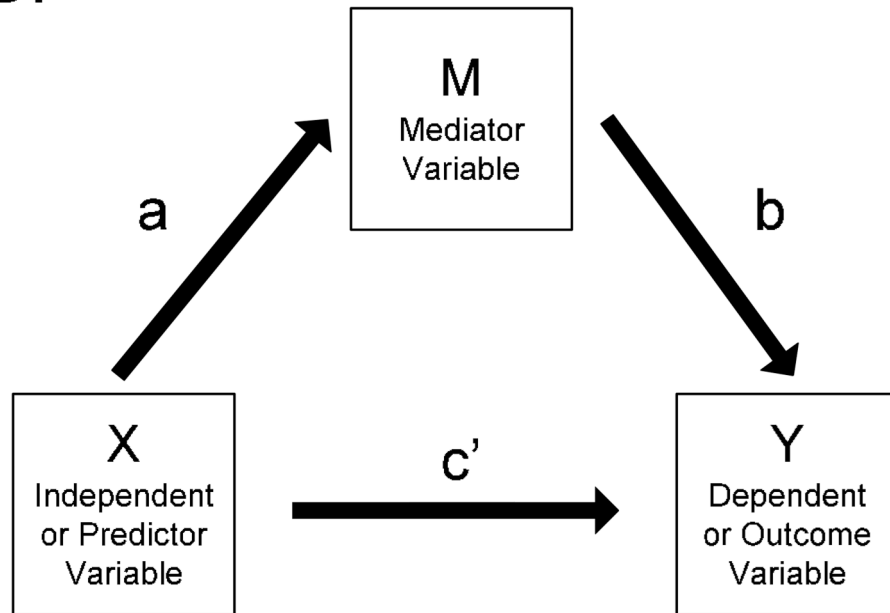 M
Mediator
Variable
a
b
X
Independent
or Predictor
Variable
c’
Y
Dependent
or Outcome
Variable